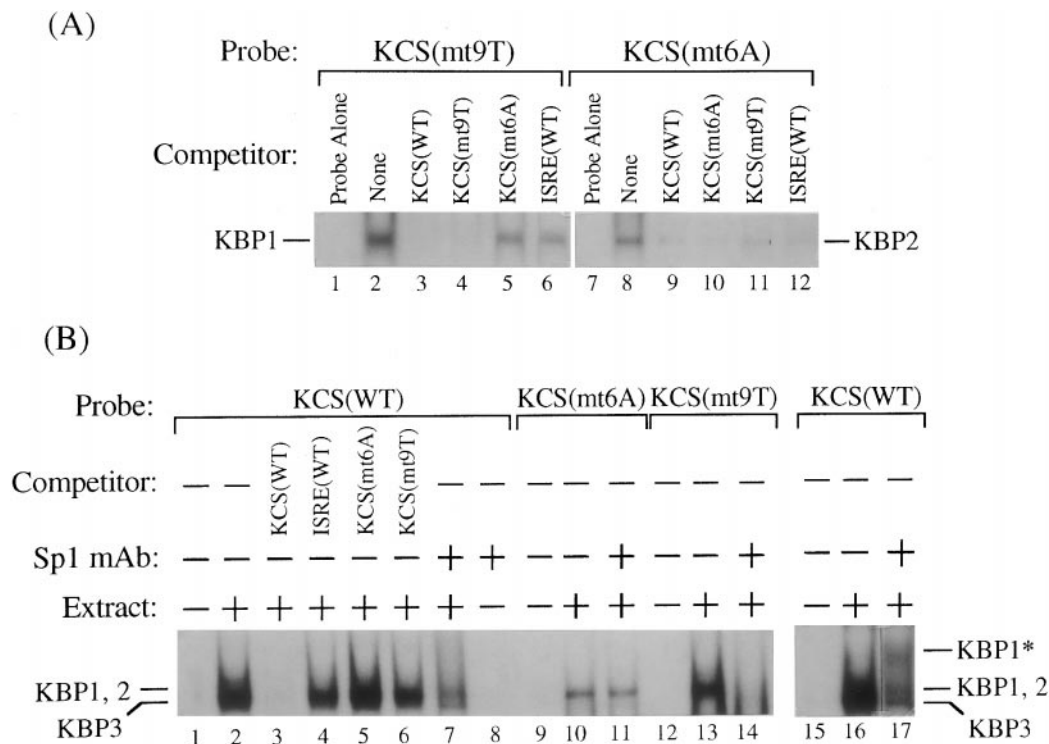 (A)
Probe: KCS(mt9T) KCS(mt6A)
Competitor: Probe Alone None KCS(WT) KCS(mt9T) KCS(mt6A) ISRE(WT) Probe Alone None KCS(WT) KCS(mt6A) KCS(mt9T) ISRE(WT)
KBP1 — — KBP2
1 2 3 4 5 6 7 8 9 10 11 12
(B)
Probe: KCS(WT) KCS(mt6A) KCS(mt9T) KCS(WT)
Competitor: — — KCS(WT) ISRE(WT) KCS(mt6A) KCS(mt9T) — — — — — — — — — — —
Sp1 mAb: — — — — — — + + — — + — — + — — +
Extract: — + + + + + + — — + + — + + — + +
KBP1*
KBP1, 2 KBP1, 2
KBP3 KBP3
1 2 3 4 5 6 7 8 9 10 11 12 13 14 15 16 17